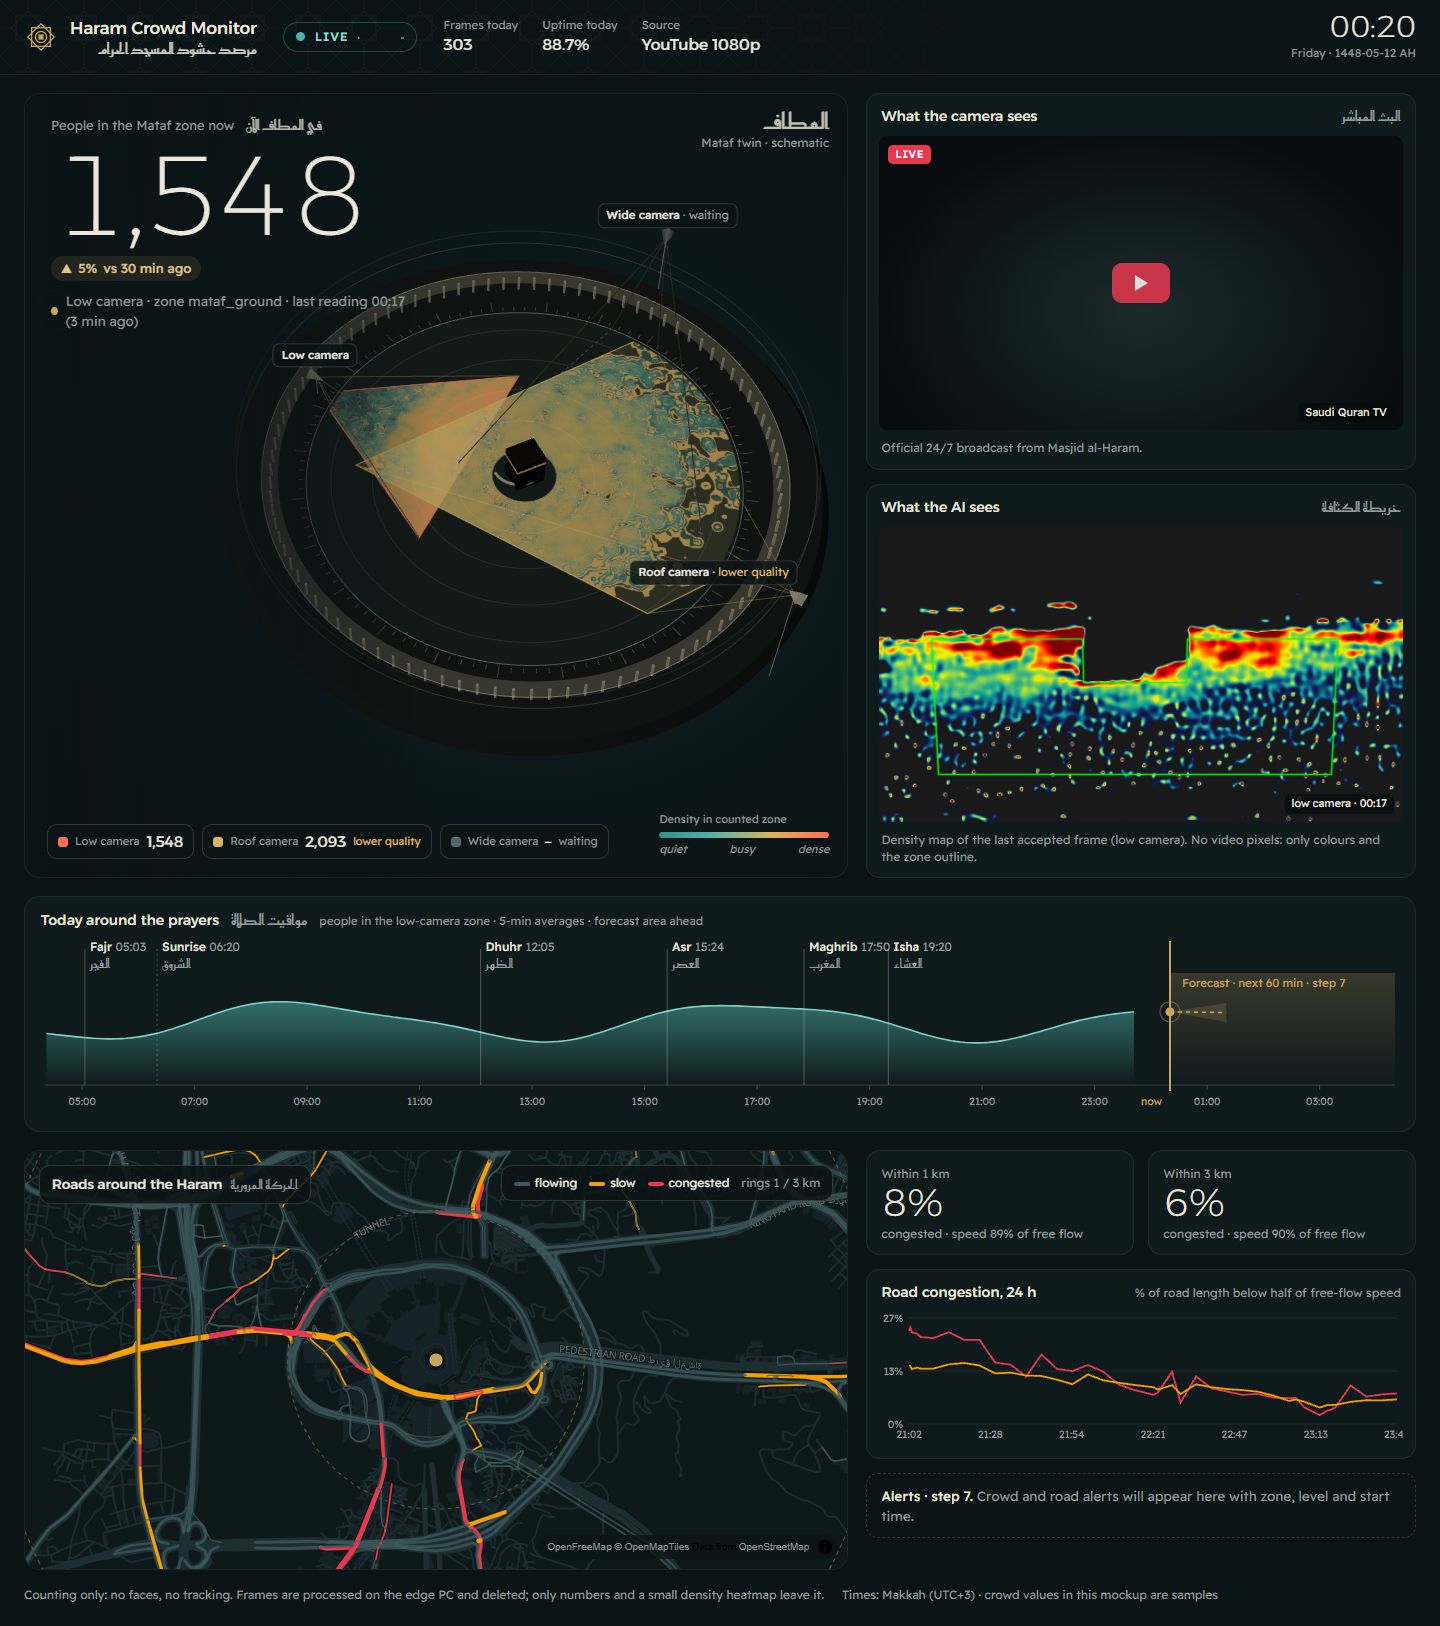 Haram Crowd Monitor
مرصد حشود المسجد الحرام
LIVE · -
Frames today
303
Uptime today
88.7%
Source
YouTube 1080p
00:20
Friday · 1448-05-12 AH
People in the Mataf zone now في المطاف الآن
1,548
▲ 5% vs 30 min ago
Low camera · zone mataf_ground · last reading 00:17
(3 min ago)
المطاف
Mataf twin · schematic
Wide camera · waiting
Low camera
Roof camera · lower quality
Low camera 1,548
Roof camera 2,093 lower quality
Wide camera – waiting
Density in counted zone
quiet busy dense
What the camera sees البث المباشر
LIVE
Saudi Quran TV
Official 24/7 broadcast from Masjid al-Haram.
What the AI sees خريطة الكثافة
low camera · 00:17
Density map of the last accepted frame (low camera). No video pixels: only colours and
the zone outline.
Today around the prayers مواقيت الصلاة people in the low-camera zone · 5-min averages · forecast area ahead
Fajr 05:03
الفجر
Sunrise 06:20
الشروق
Dhuhr 12:05
الظهر
Asr 15:24
العصر
Maghrib 17:50
المغرب
Isha 19:20
العشاء
Forecast · next 60 min · step 7
05:00 07:00 09:00 11:00 13:00 15:00 17:00 19:00 21:00 23:00 now 01:00 03:00
Roads around the Haram الحركة المرورية
flowing slow congested rings 1 / 3 km
TUNNEL
PEDESTRIAN ROAD
OpenFreeMap © OpenMapTiles Data from OpenStreetMap
Within 1 km
8%
congested · speed 89% of free flow
Within 3 km
6%
congested · speed 90% of free flow
Road congestion, 24 h % of road length below half of free-flow speed
27%
13%
0%
21:02 21:28 21:54 22:21 22:47 23:13 23:4
Alerts · step 7. Crowd and road alerts will appear here with zone, level and start
time.
Counting only: no faces, no tracking. Frames are processed on the edge PC and deleted; only numbers and a small density heatmap leave it. Times: Makkah (UTC+3) · crowd values in this mockup are samples